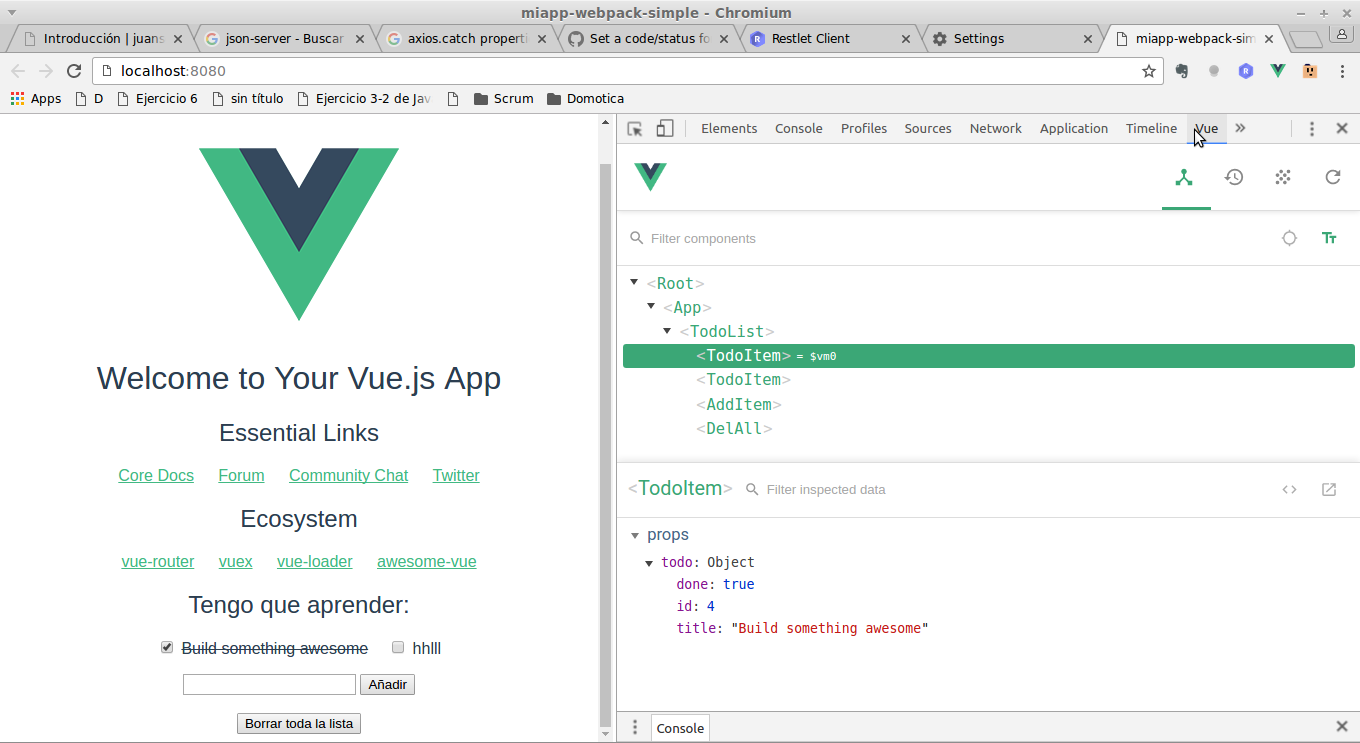 miapp-webpack-simple - Chromium
Introducción | juans
json-server - Buscar
axios.catch properti
Set a code/status fo
Restlet Client
Settings
miapp-webpack-sim
localhost:8080
Apps D Ejercicio 6 sin título Ejercicio 3-2 de Jav Scrum Domotica
Welcome to Your Vue.js App
Essential Links
Core Docs Forum Community Chat Twitter
Ecosystem
vue-router vuex vue-loader awesome-vue
Tengo que aprender:
Build something awesome hhlll
Añadir
Borrar toda la lista
Elements Console Profiles Sources Network Application Timeline Vue »
Filter components
<Root>
<App>
<TodoList>
<TodoItem> = $vm0
<TodoItem>
<AddItem>
<DelAll>
<TodoItem> Filter inspected data
props
todo: Object
done: true
id: 4
title: "Build something awesome"
Console